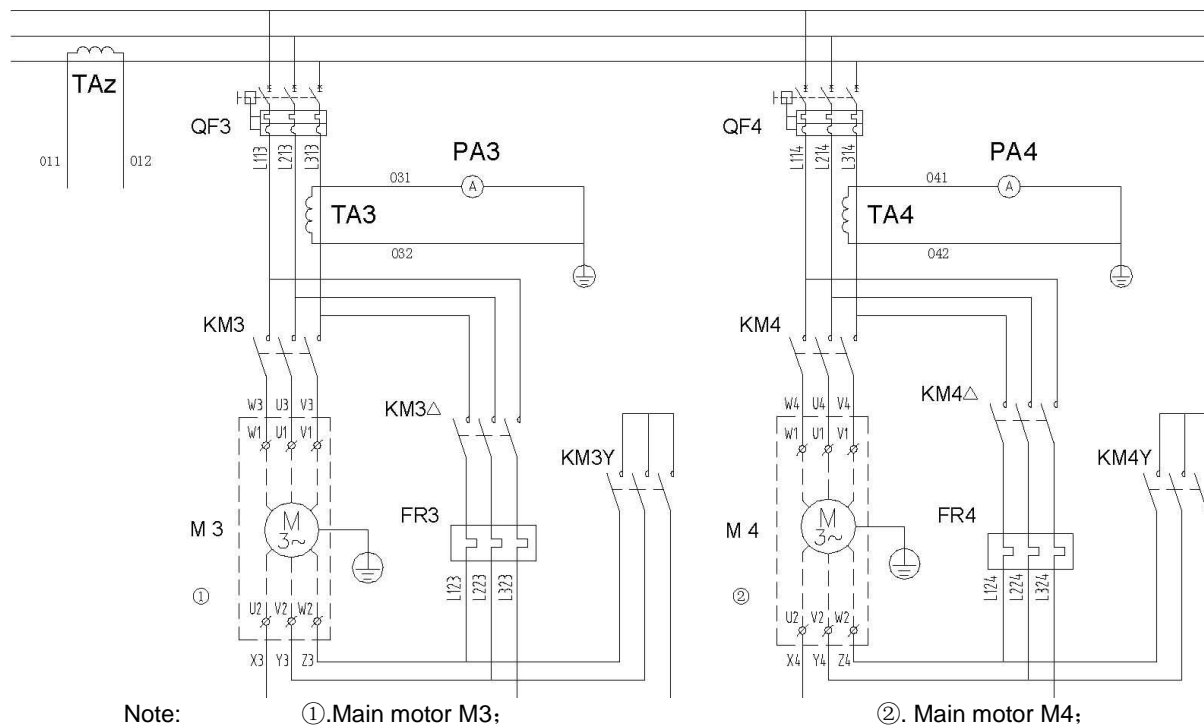 TAz
011 012
QF3
L113 L213 L313
PA3
031
A
TA3
032
KM3
W3 U3 V3
W1 U1 V1
KM3△
KM3Y
M 3
M
3~
FR3
L123 L223 L323
①
U2 V2 W2
X3 Y3 Z3
QF4
L114 L214 L314
PA4
041
A
TA4
042
KM4
W4 U4 V4
W1 U1 V1
KM4△
KM4Y
M 4
M
3~
FR4
L124 L224 L324
②
U2 V2 W2
X4 Y4 Z4
Note: ①.Main motor M3; ②. Main motor M4;